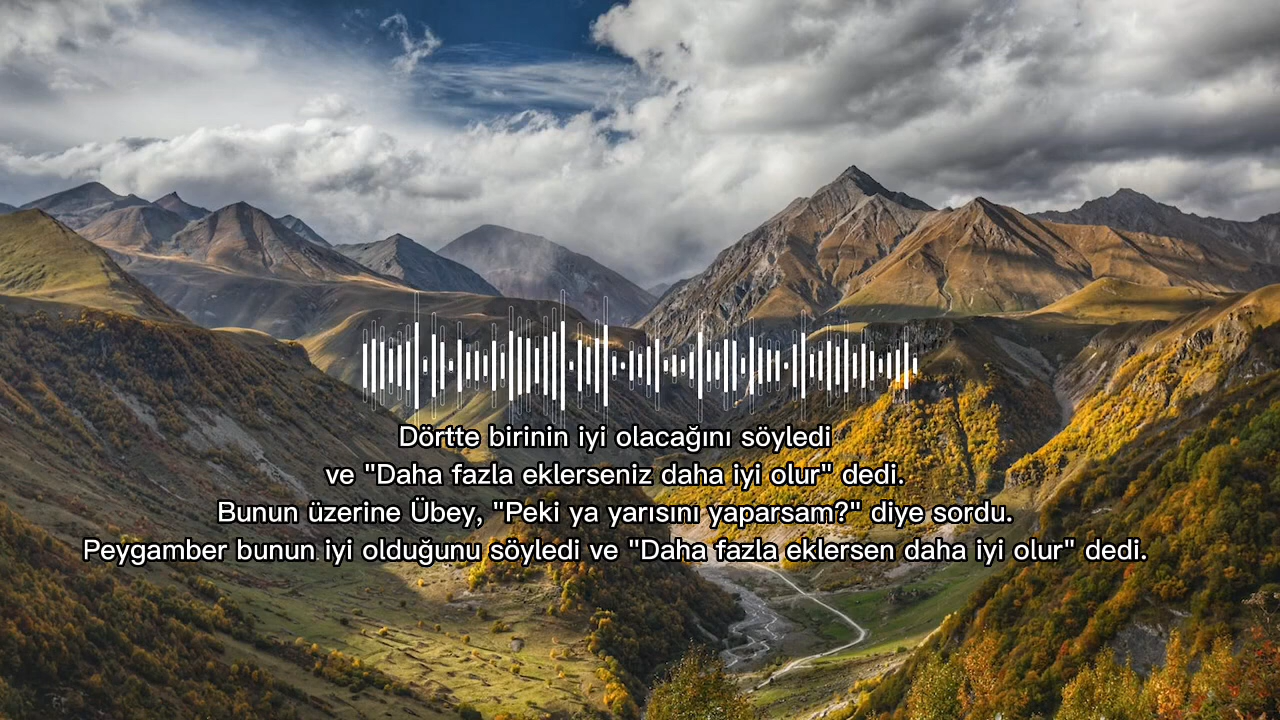 Dörtte birinin iyi olacağını söyledi
ve "Daha fazla eklerseniz daha iyi olur" dedi.
Bunun üzerine Übey, "Peki ya yarısını yaparsam?" diye sordu.
Peygamber bunun iyi olduğunu söyledi ve "Daha fazla eklersen daha iyi olur" dedi.